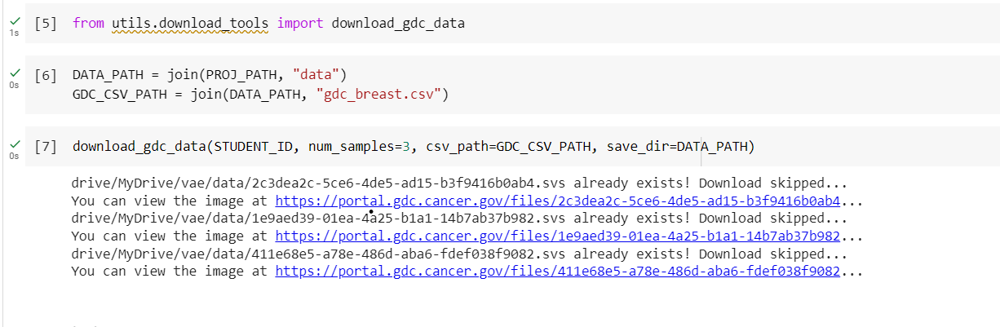 [5] from utils.download_tools import download_gdc_data
1s
[6] DATA_PATH = join(PROJ_PATH, "data")
0s
GDC_CSV_PATH = join(DATA_PATH, "gdc_breast.csv")
[7] download_gdc_data(STUDENT_ID, num_samples=3, csv_path=GDC_CSV_PATH, save_dir=DATA_PATH)
0s
drive/MyDrive/vae/data/2c3dea2c-5ce6-4de5-ad15-b3f9416b0ab4.svs already exists! Download skipped...
You can view the image at https://portal.gdc.cancer.gov/files/2c3dea2c-5ce6-4de5-ad15-b3f9416b0ab4...
drive/MyDrive/vae/data/1e9aed39-01ea-4a25-b1a1-14b7ab37b982.svs already exists! Download skipped...
You can view the image at https://portal.gdc.cancer.gov/files/1e9aed39-01ea-4a25-b1a1-14b7ab37b982...
drive/MyDrive/vae/data/411e68e5-a78e-486d-aba6-fdef038f9082.svs already exists! Download skipped...
You can view the image at https://portal.gdc.cancer.gov/files/411e68e5-a78e-486d-aba6-fdef038f9082...